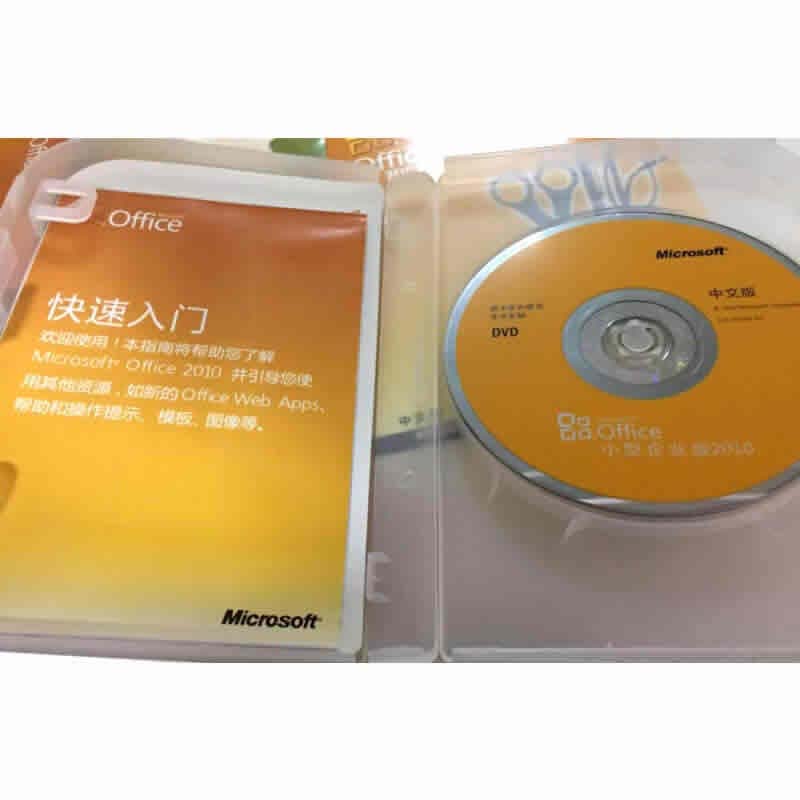 Office
快速入门
欢迎使用！本指南将帮助您了解
Microsoft® Office 2010 并引导您使
用其他资源，如新的 Office Web Apps、
帮助和操作提示、模板、图像等。
Microsoft®
Office
Microsoft®
中文版
DVD
Office
小型企业版2010
中文